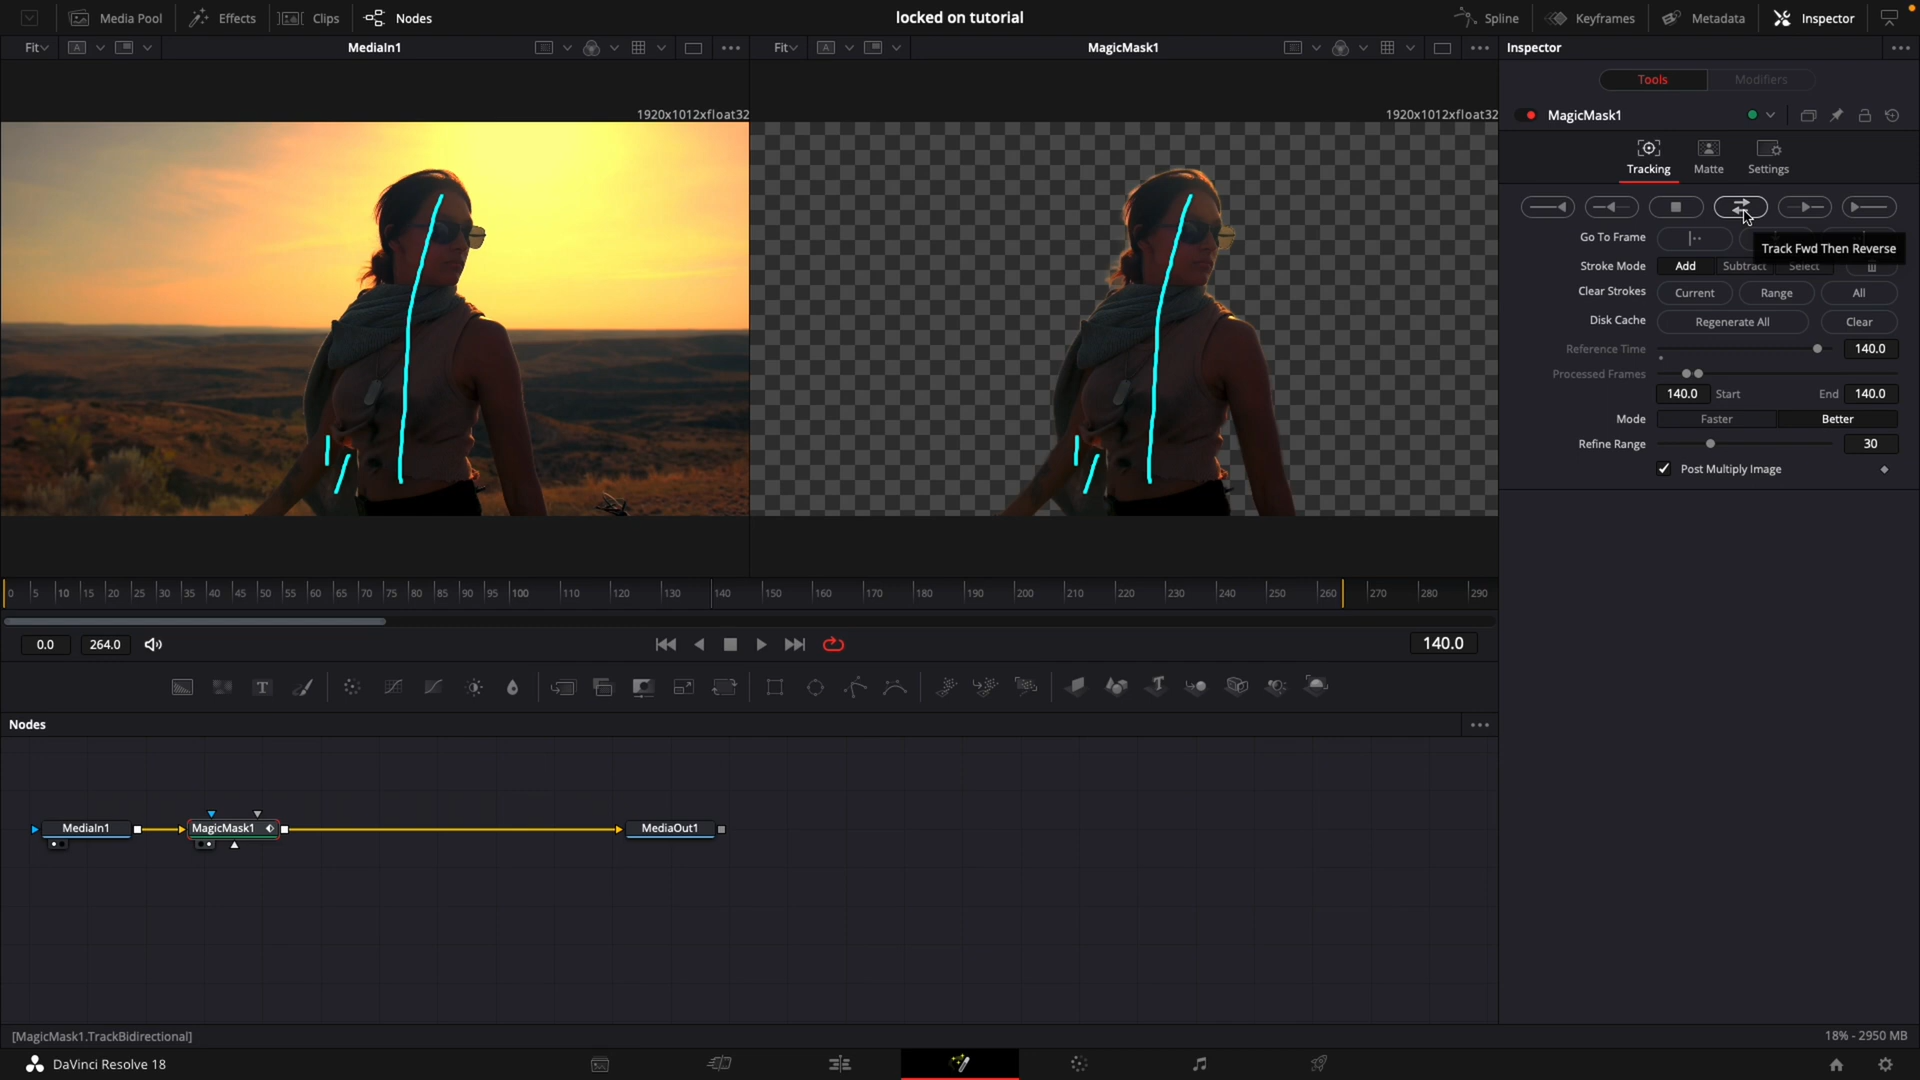 Media Pool Effects Clips Nodes locked on tutorial Spline Keyframes Metadata Inspector
Fit A MediaIn1 Fit A MagicMask1 Inspector
Tools Modifiers
1920x1012xfloat32 1920x1012xfloat32 MagicMask1
Tracking Matte Settings
Go To Frame
Track Fwd Then Reverse
Stroke Mode Add Subtract Select
Clear Strokes Current Range All
Disk Cache Regenerate All Clear
Reference Time 140.0
Processed Frames
140.0 Start End 140.0
Mode Faster Better
Refine Range 30
Post Multiply Image
0 5 10 15 20 25 30 35 40 45 50 55 60 65 70 75 80 85 90 95 100 110 120 130 140 150 160 170 180 190 200 210 220 230 240 250 260 270 280 290
0.0 264.0 140.0
T T
Nodes
MediaIn1 MagicMask1 MediaOut1
[MagicMask1.TrackBidirectional] 18% - 2950 MB
DaVinci Resolve 18